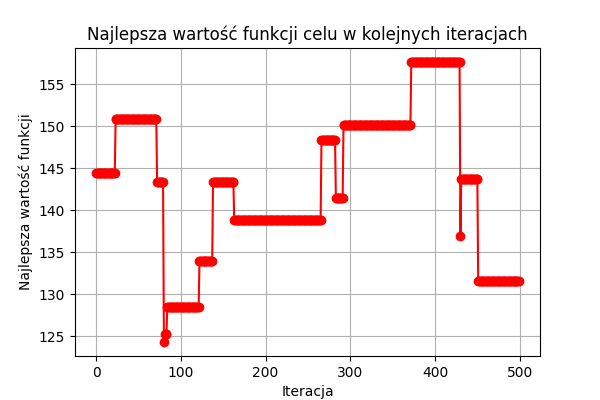 Najlepsza wartość funkcji celu w kolejnych iteracjach
Najlepsza wartość funkcji
155
150
145
140
135
130
125
0 100 200 300 400 500
Iteracja